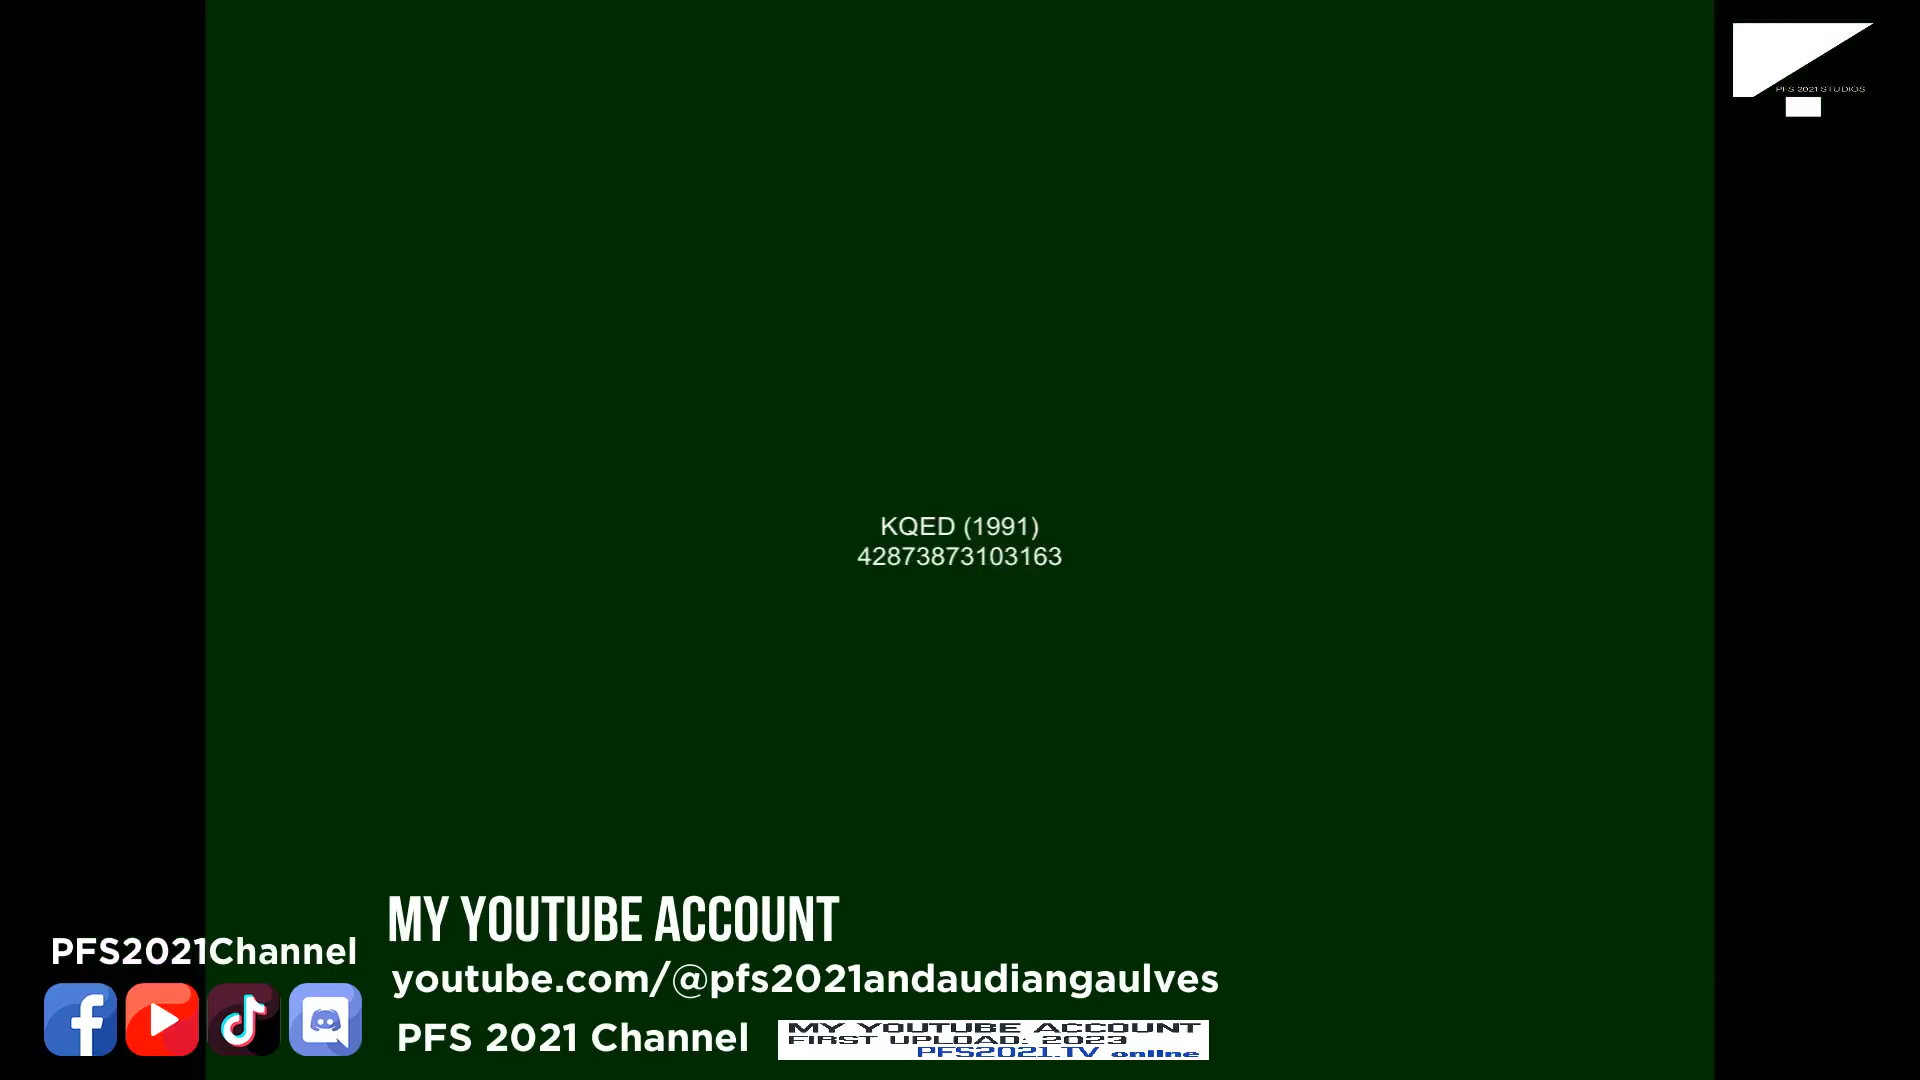 PFS 2021 STUDIOS
KQED (1991)
42873873103163
MY YOUTUBE ACCOUNT
PFS2021Channel
youtube.com/@pfs2021andaudiangaulves
PFS 2021 Channel
MY YOUTUBE ACCOUNT
FIRST UPLOAD: 2023
PFS2021.TV online